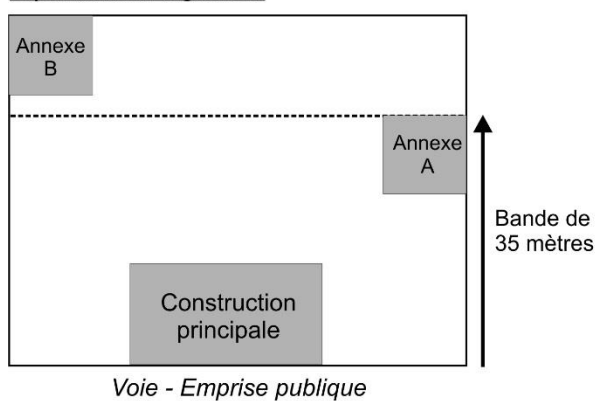 Annexe
B
Annexe
A
Bande de
35 mètres
Construction
principale
Voie - Emprise publique